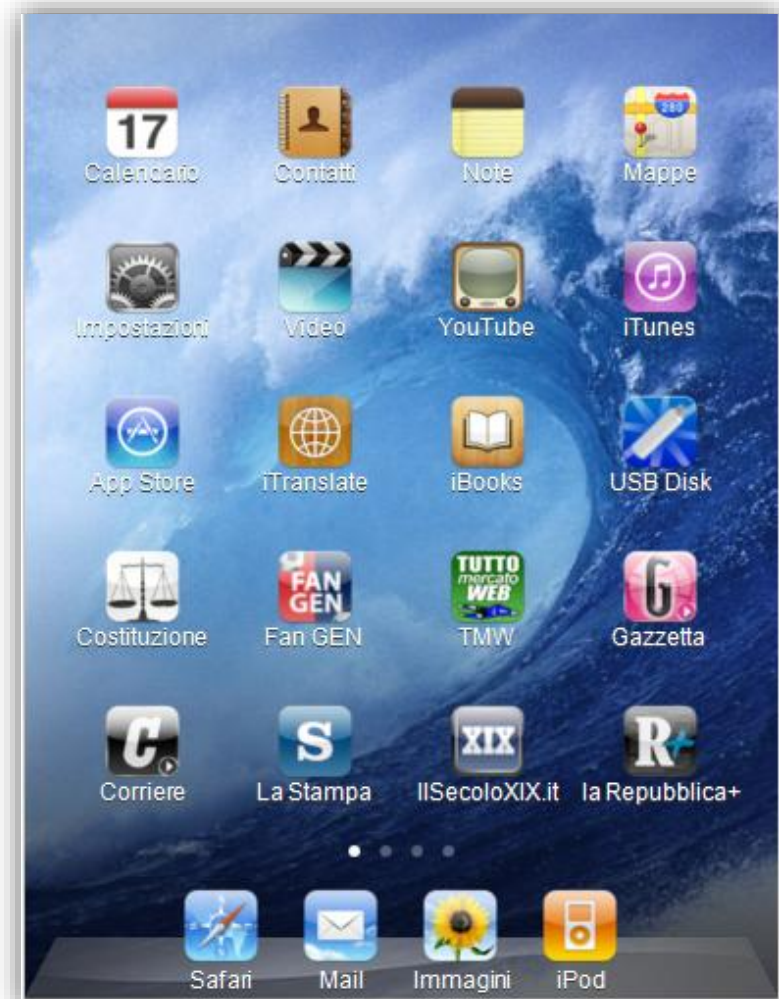 17 280
Calendario Contatti Note Mappe
Impostazioni Video YouTube iTunes
App Store iTranslate iBooks USB Disk
FAN GEN TUTTO mercato WEB G
Costituzione Fan GEN TMW Gazzetta
C S XIX R+
Corriere La Stampa IlSecoloXIX.it la Repubblica+
Safari Mail Immagini iPod